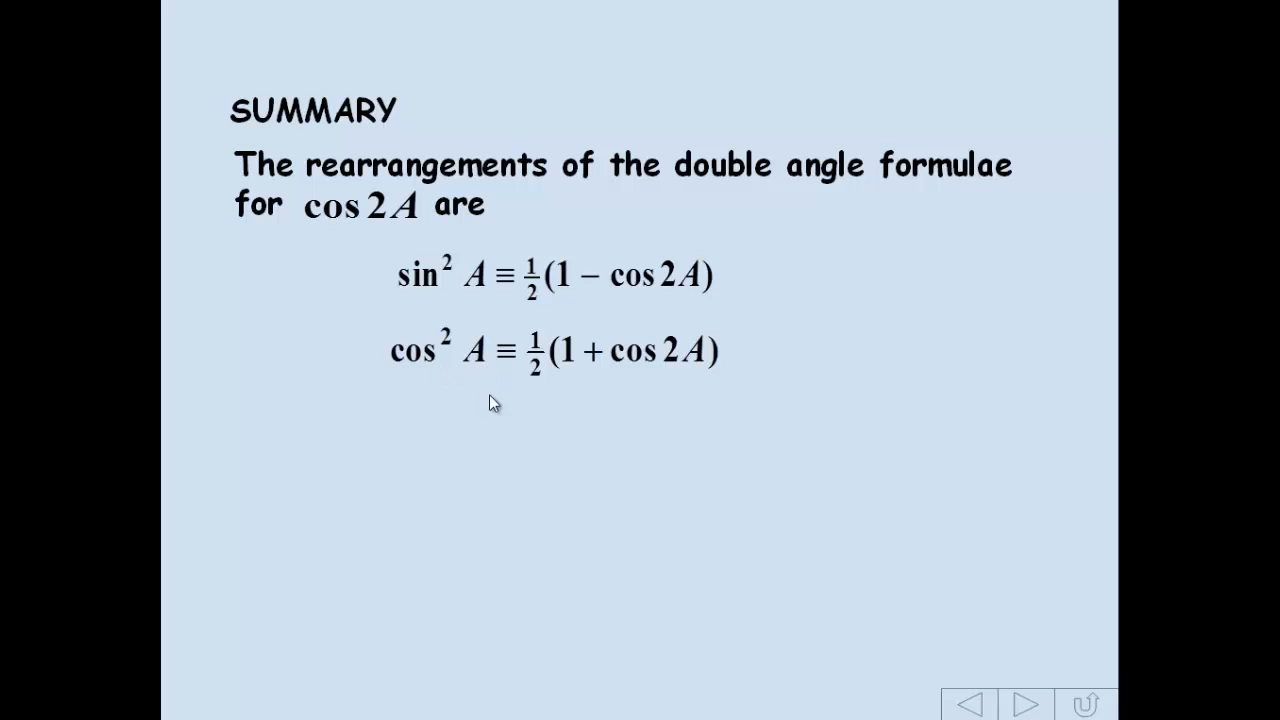 SUMMARY
The rearrangements of the double angle formulae
for cos 2A are
sin² A ≡ ½(1 − cos 2A)
cos² A ≡ ½(1 + cos 2A)